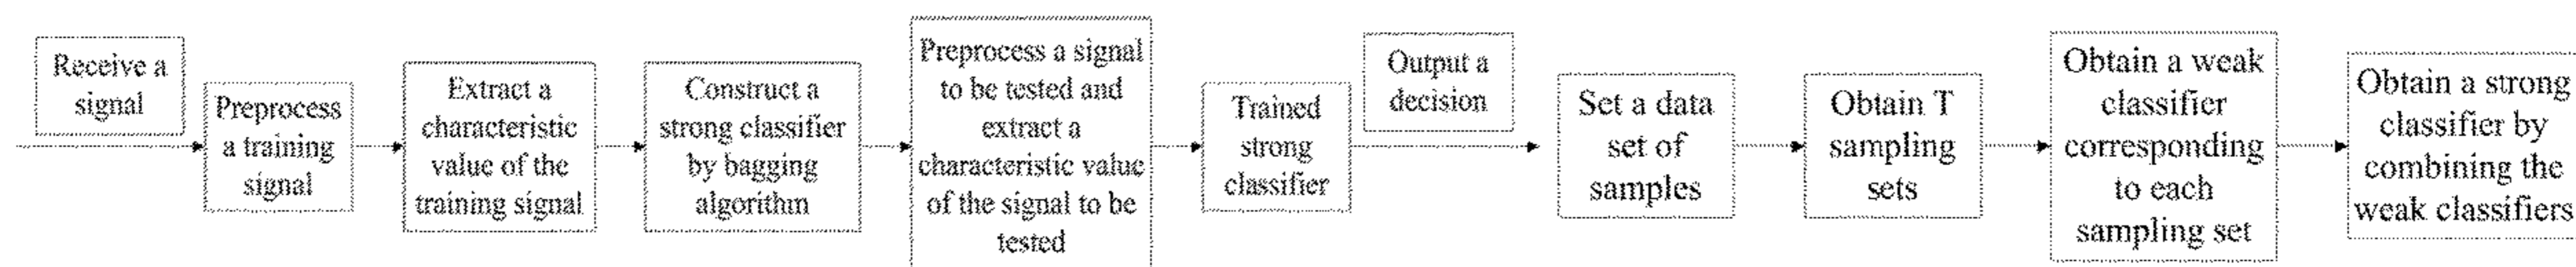 Receive a
signal
Preprocess
a training
signal
Extract a
characteristic
value of the
training signal
Construct a
strong classifier
by bagging
algorithm
Preprocess a signal
to be tested and
extract a
characteristic value
of the signal to be
tested
Trained
strong
classifier
Output a
decision
Set a data
set of
samples
Obtain T
sampling
sets
Obtain a weak
classifier
corresponding
to each
sampling set
Obtain a strong
classifier by
combining the
weak classifiers